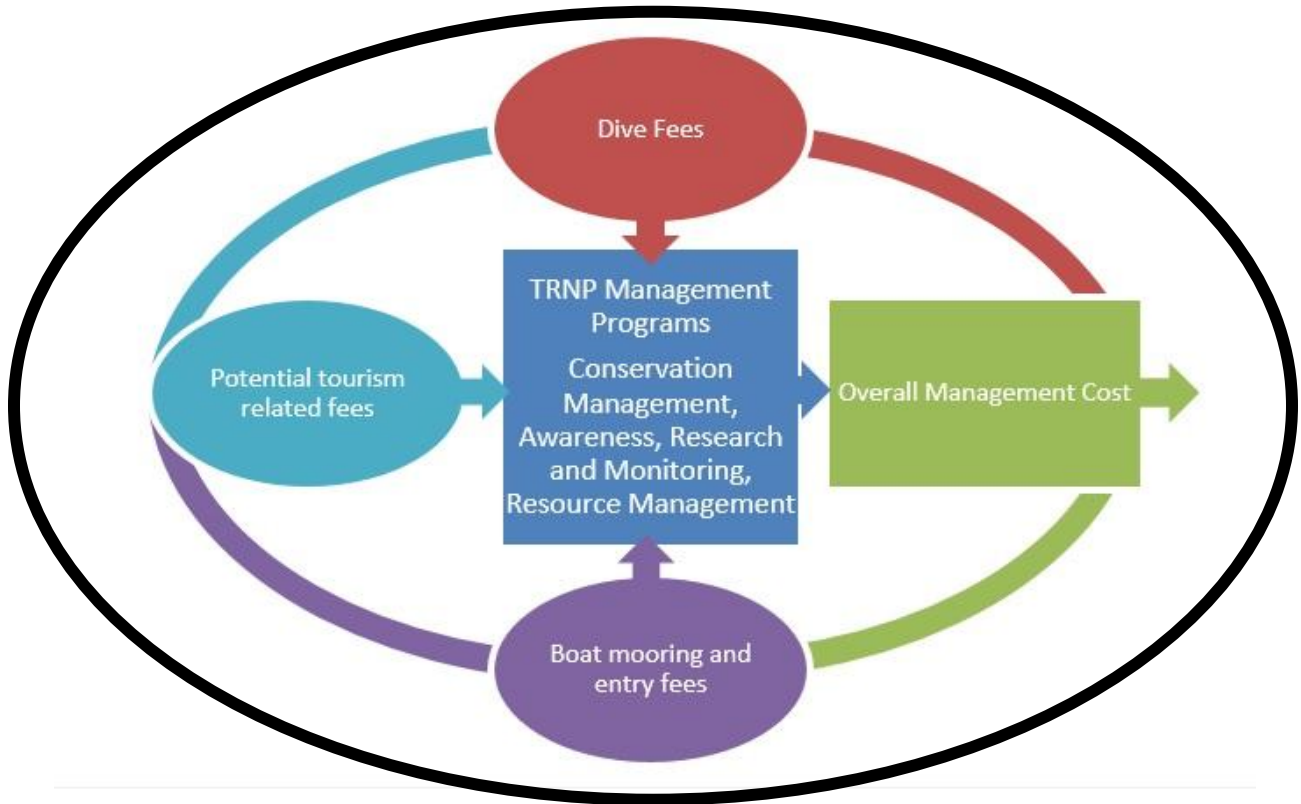 Dive Fees
TRNP Management
Programs
Conservation
Management,
Awareness, Research
and Monitoring,
Resource Management
Potential tourism
related fees
Overall Management Cost
Boat mooring and
entry fees